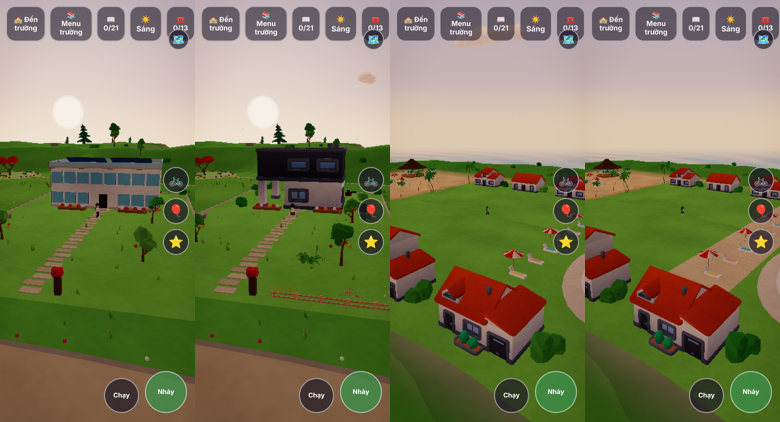 Đến
trường
Menu
trường
0/21
Sáng
0/13
Chạy
Nhảy
Đến
trường
Menu
trường
0/21
Sáng
0/13
Chạy
Nhảy
Đến
trường
Menu
trường
0/21
Sáng
0/13
Chạy
Nhảy
Đến
trường
Menu
trường
0/21
Sáng
0/13
Chạy
Nhảy